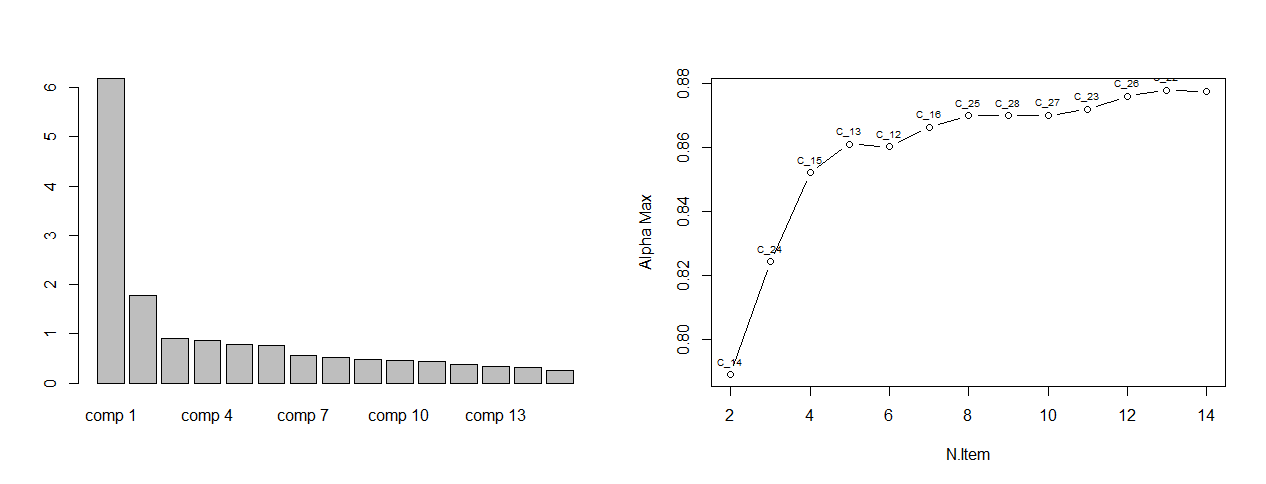 6
5
4
3
2
1
0
comp 1 comp 4 comp 7 comp 10 comp 13
Alpha Max
0.88
0.86
0.84
0.82
0.80
C_14
C_24
C_15
C_13
C_12
C_16
C_25
C_28
C_27
C_23
C_26
2 4 6 8 10 12 14
N.Item